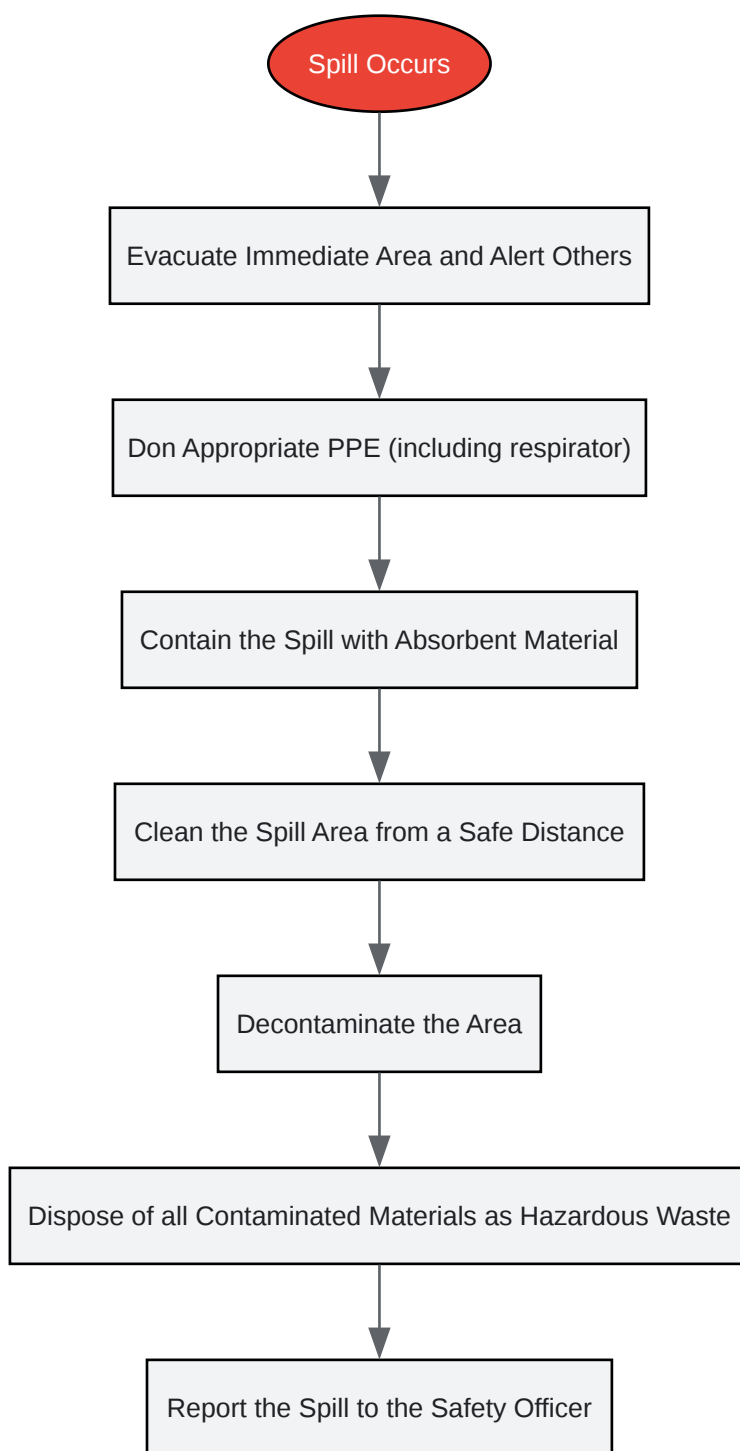 Spill Occurs
Evacuate Immediate Area and Alert Others
Don Appropriate PPE (including respirator)
Contain the Spill with Absorbent Material
Clean the Spill Area from a Safe Distance
Decontaminate the Area
Dispose of all Contaminated Materials as Hazardous Waste
Report the Spill to the Safety Officer